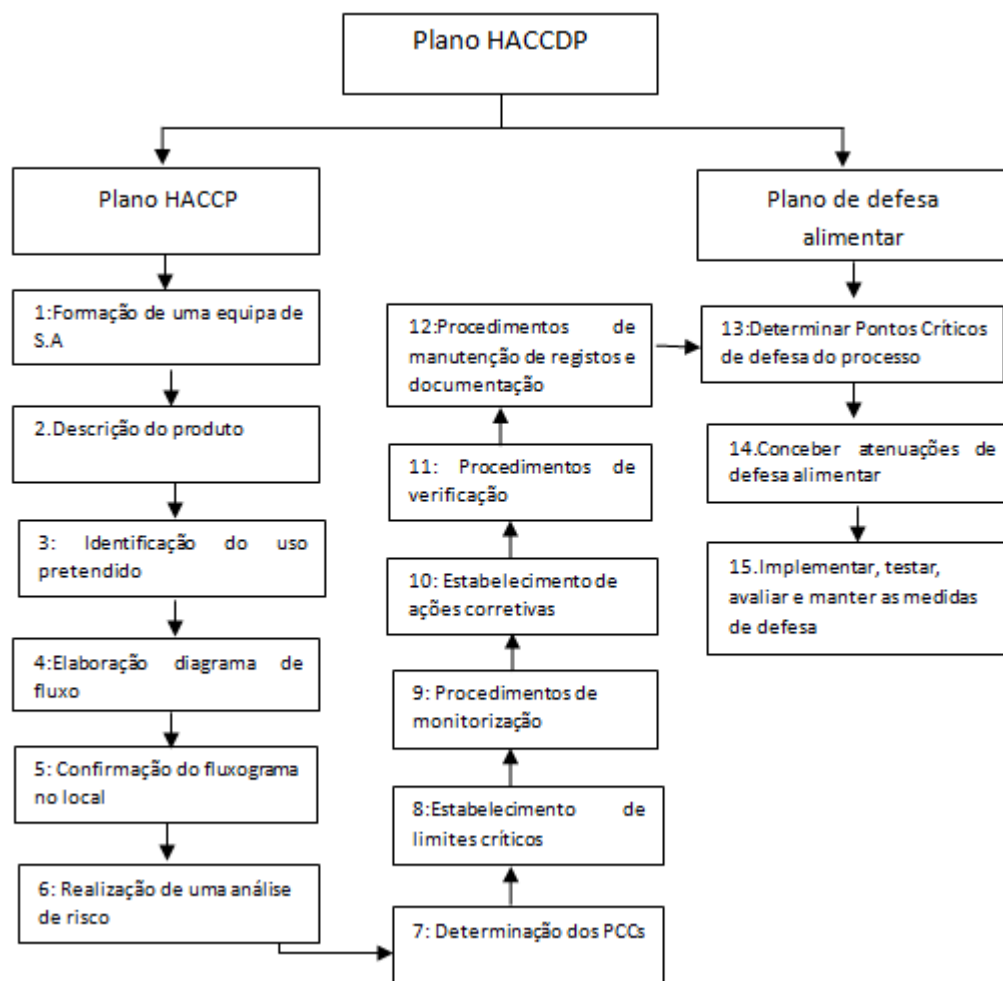 Plano HACCDP
Plano HACCP
Plano de defesa
alimentar
1:Formação de uma equipa de
S.A
2.Descrição do produto
3: Identificação do uso
pretendido
4:Elaboração diagrama de
fluxo
5: Confirmação do fluxograma
no local
6: Realização de uma análise
de risco
7: Determinação dos PCCs
8:Estabelecimento de
limites críticos
9: Procedimentos de
monitorização
10: Estabelecimento de
ações corretivas
11: Procedimentos de
verificação
12:Procedimentos de
manutenção de registos e
documentação
13:Determinar Pontos Críticos
de defesa do processo
14.Conceber atenuações de
defesa alimentar
15.Implementar, testar,
avaliar e manter as medidas
de defesa